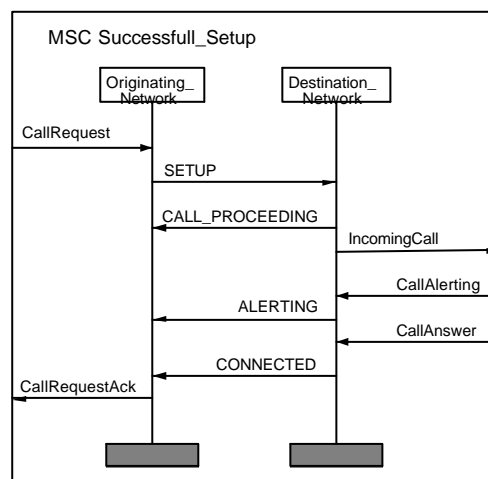 MSC Successfull_Setup
Originating_
Network
Destination_
Network
CallRequest
SETUP
CALL_PROCEEDING
IncomingCall
CallAlerting
ALERTING
CallAnswer
CONNECTED
CallRequestAck